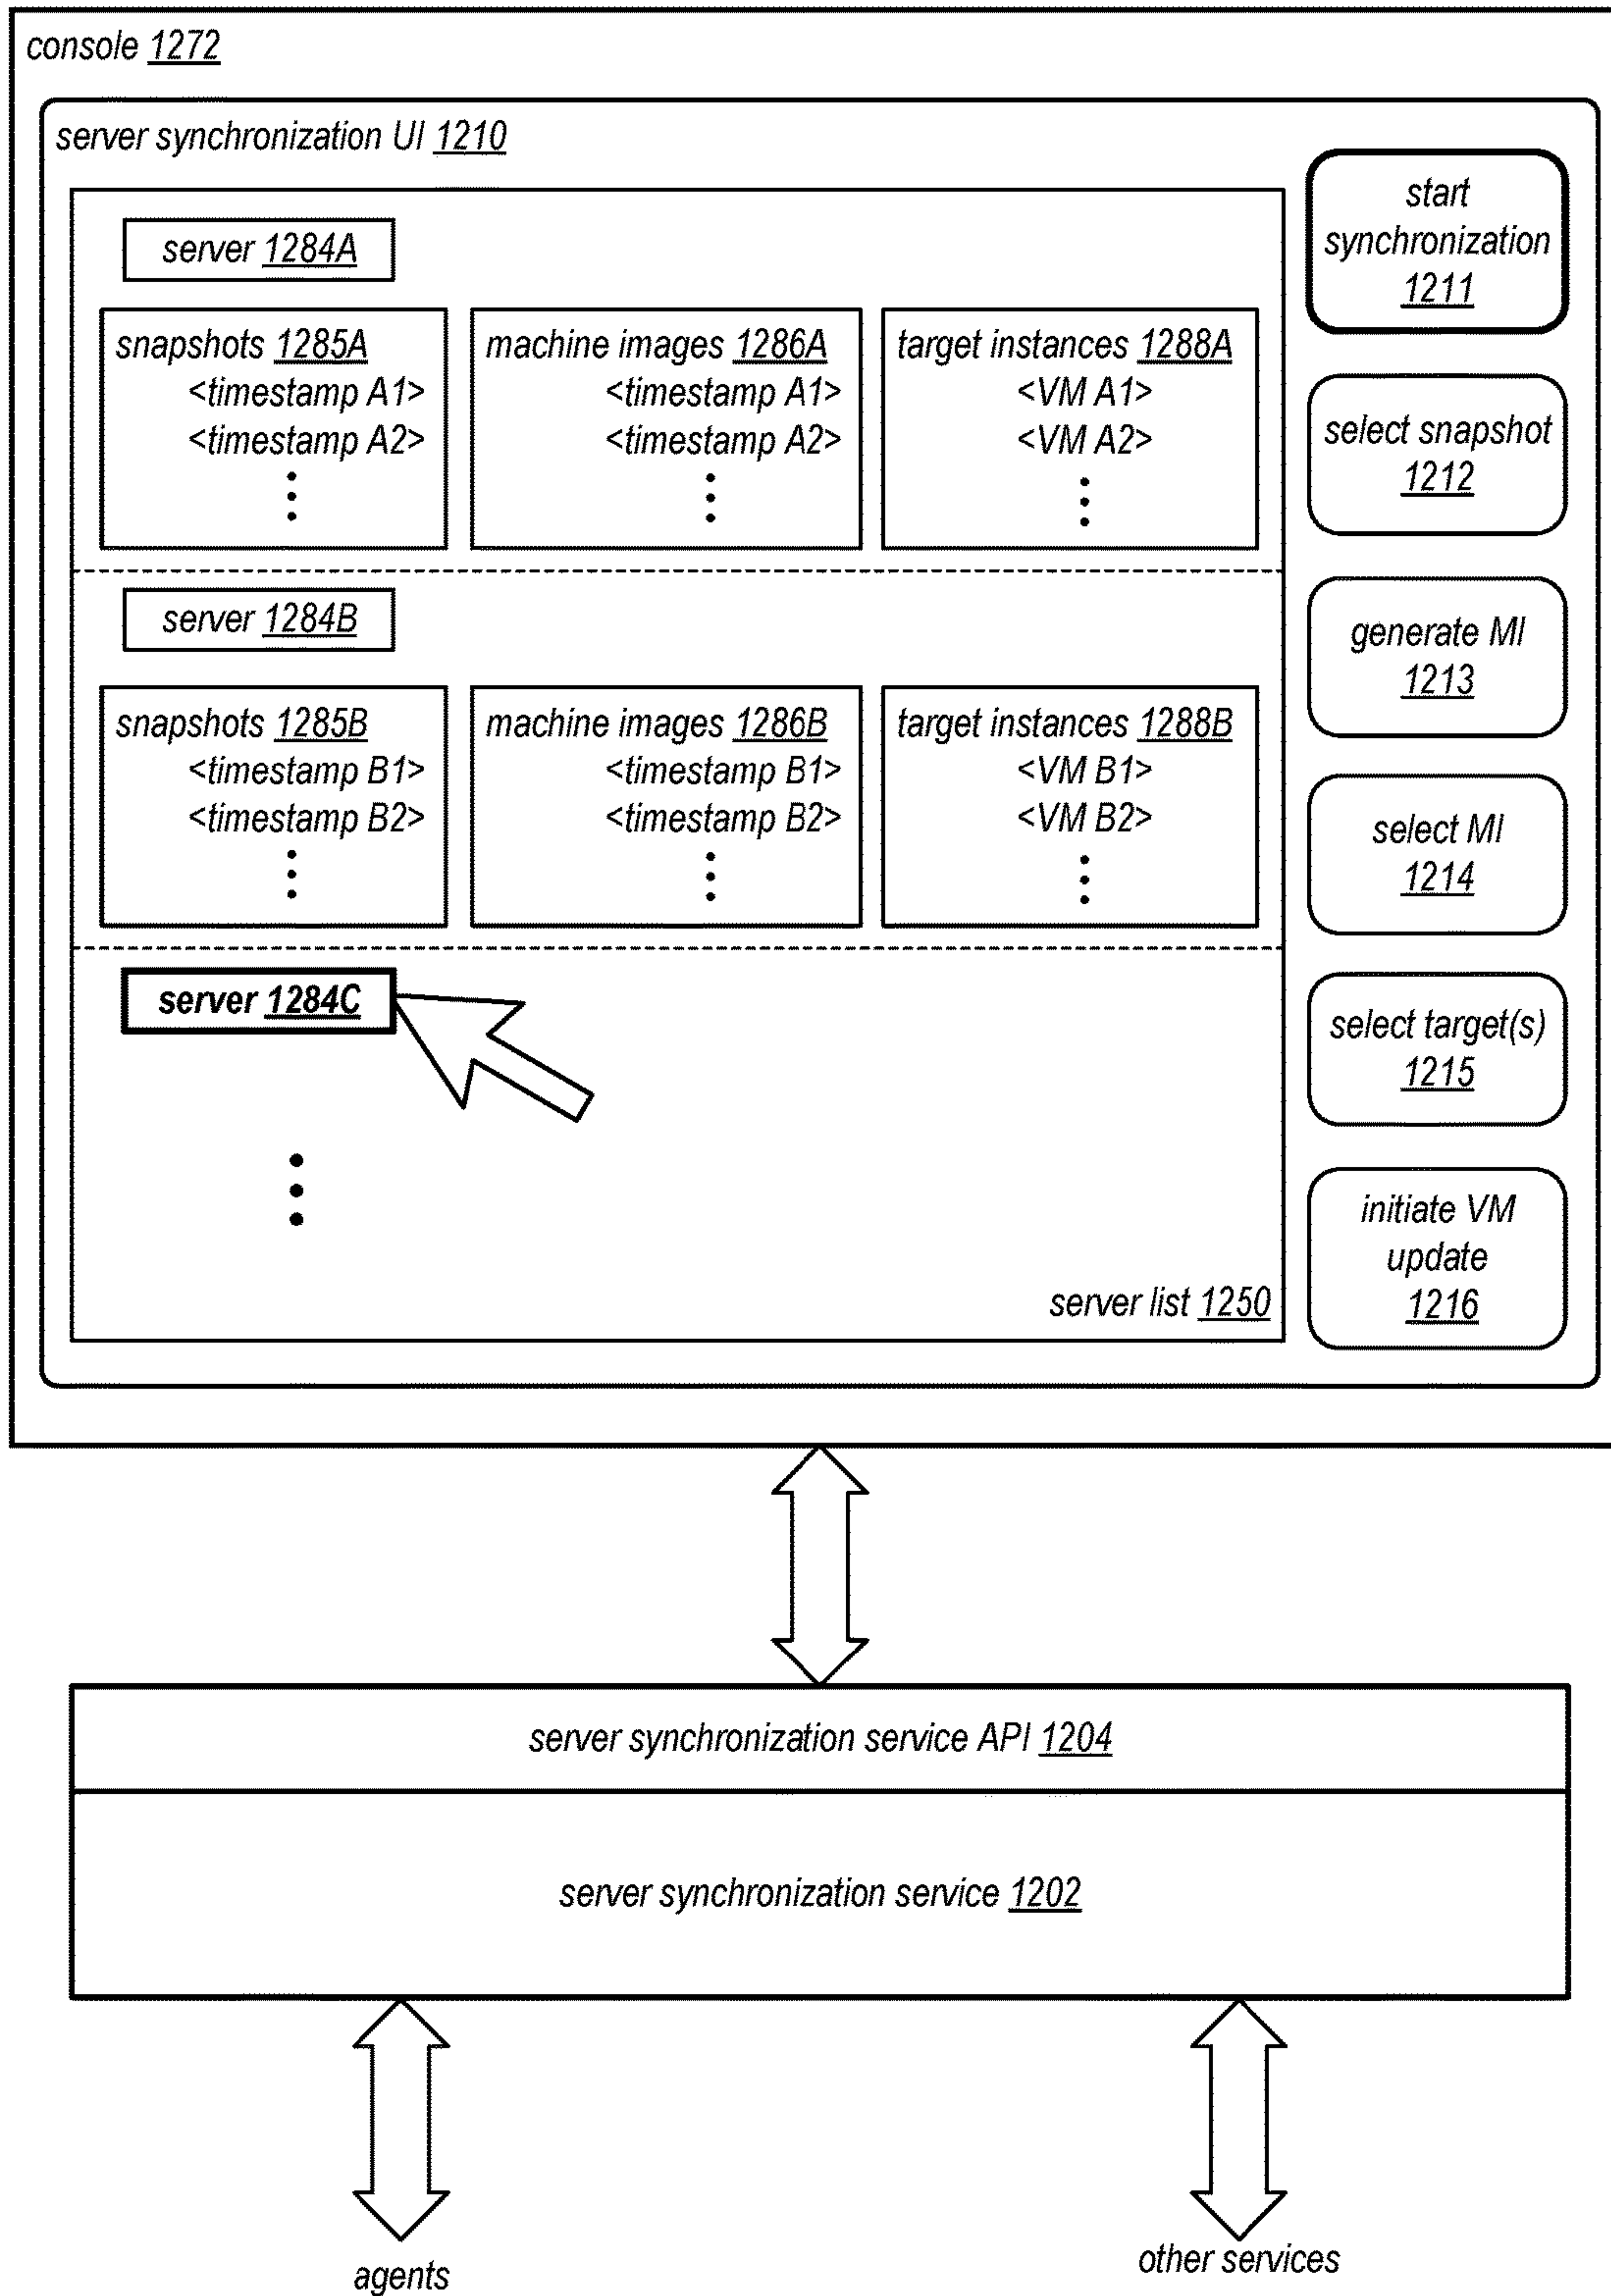 console 1272
server synchronization UI 1210
server 1284A
snapshots 1285A
<timestamp A1>
<timestamp A2>
machine images 1286A
<timestamp A1>
<timestamp A2>
target instances 1288A
<VM A1>
<VM A2>
server 1284B
snapshots 1285B
<timestamp B1>
<timestamp B2>
machine images 1286B
<timestamp B1>
<timestamp B2>
target instances 1288B
<VM B1>
<VM B2>
server 1284C
server list 1250
start
synchronization
1211
select snapshot
1212
generate MI
1213
select MI
1214
select target(s)
1215
initiate VM
update
1216
server synchronization service API 1204
server synchronization service 1202
agents
other services